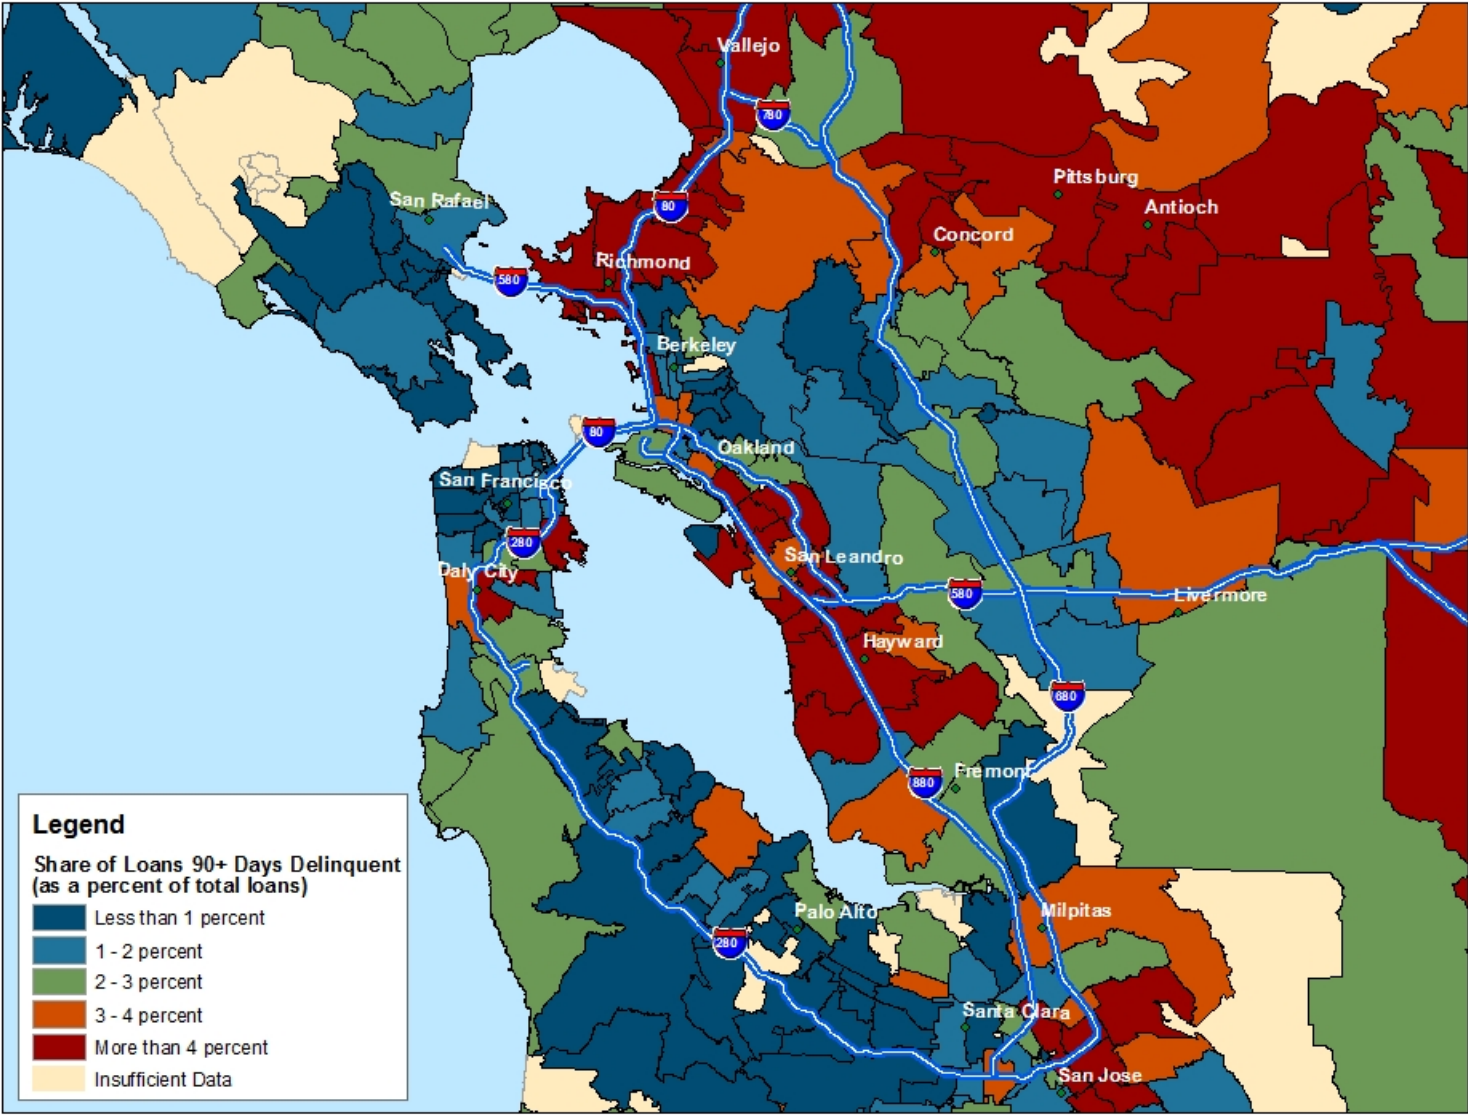 Vallejo
780
Pittsburg
San Rafael
80
Antioch
Concord
Richmond
580
Berkeley
80
Oakland
San Francisco
280
San Leandro
Daly City
580
Livermore
Hayward
680
Fremont
880
Legend
Share of Loans 90+ Days Delinquent
(as a percent of total loans)
Less than 1 percent
1 - 2 percent
2 - 3 percent
3 - 4 percent
More than 4 percent
Insufficient Data
Palo Alto
Milpitas
280
Santa Clara
San Jose